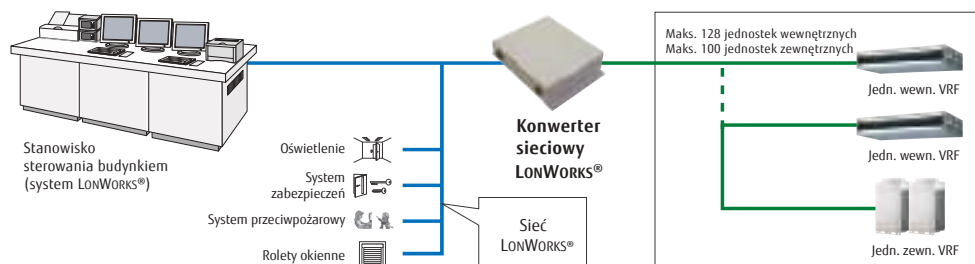 Stanowisko
sterowania budynkiem
(system LONWORKS®)
Oświetlenie
System
zabezpieczeń
System przeciwpożarowy
Rolety okienne
Sieć
LONWORKS®
Konwerter
sieciowy
LONWORKS®
Maks. 128 jednostek wewnętrznych
Maks. 100 jednostek zewnętrznych
Jedn. wewn. VRF
Jedn. wewn. VRF
Jedn. zewn. VRF